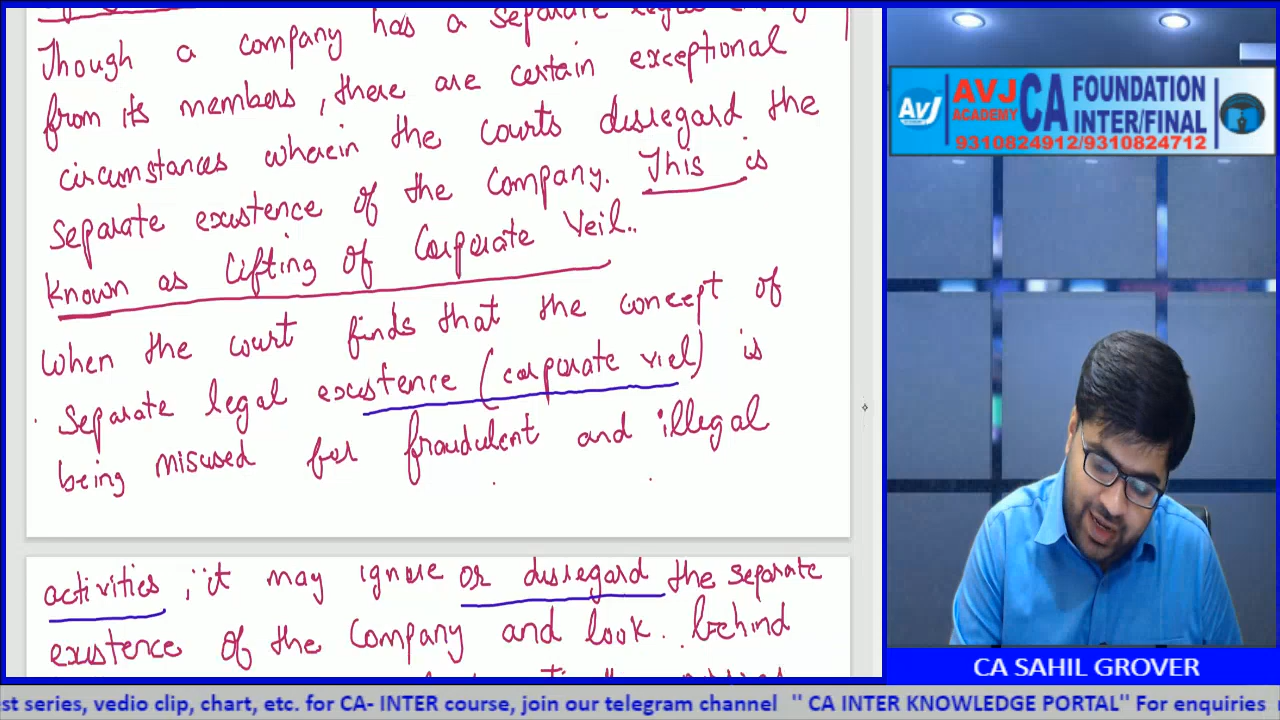 Though a company has a separate legal
from its members, there are certain exceptional
circumstances wherein the courts disregard the
separate existence of the company. This is
known as Lifting of Corporate Veil.
When the court finds that the concept of
separate legal existence (corporate viel) is
being misused for fraudulent and illegal
activities, it may ignore or disregard the separate
existence of the company and look behind
AvJ
AVJ
ACADEMY
CA
FOUNDATION
INTER/FINAL
9310824912/9310824712
CA SAHIL GROVER
st series, vedio clip, chart, etc. for CA- INTER course, join our telegram channel '' CA INTER KNOWLEDGE PORTAL'' For enquiries